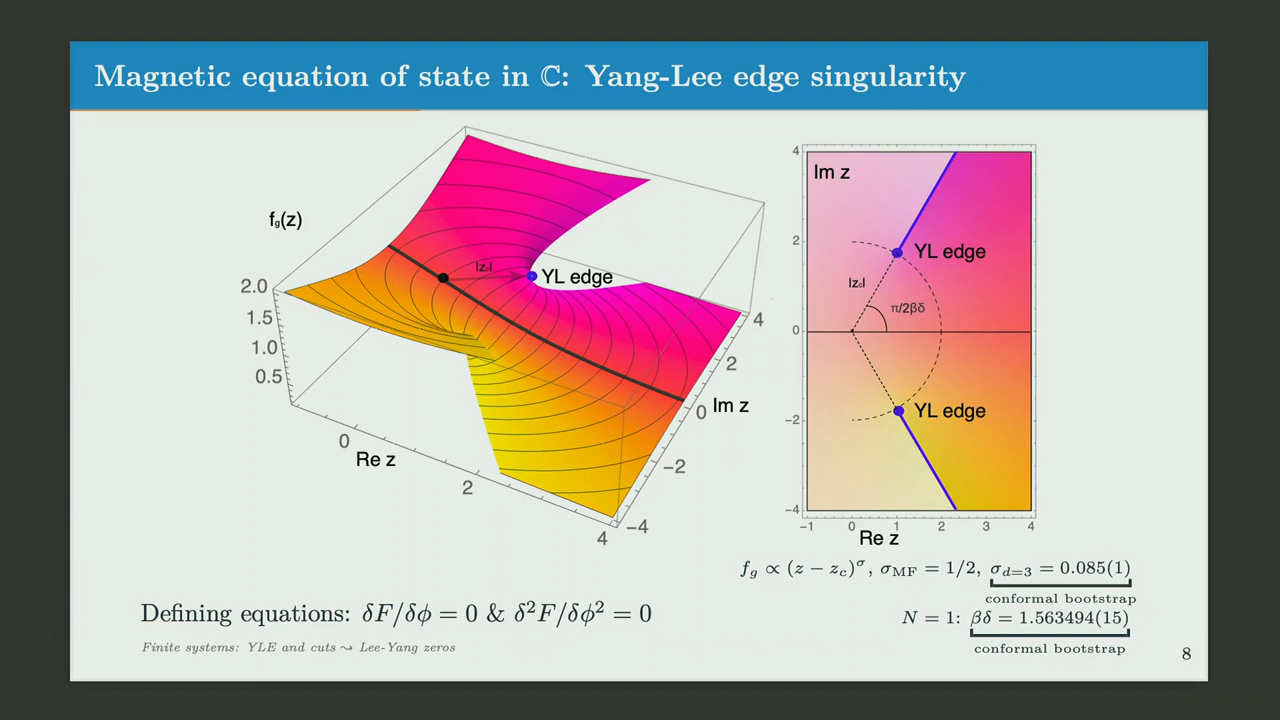 Magnetic equation of state in ℂ: Yang-Lee edge singularity
f_g(z)
2.0
1.5
1.0
0.5
|z_c|
YL edge
0
Re z
2
4
4
2
0
Im z
−2
−4
4
Im z
2
YL edge
|z_c|
π/2βδ
0
YL edge
−2
−4
−1 0 1 2 3 4
Re z
f_g ∝ (z − z_c)^σ, σ_MF = 1/2, σ_{d=3} = 0.085(1)
conformal bootstrap
Defining equations: δF/δϕ = 0 & δ²F/δϕ² = 0
N = 1: βδ = 1.563494(15)
conformal bootstrap
Finite systems: YLE and cuts ⤳ Lee-Yang zeros
8